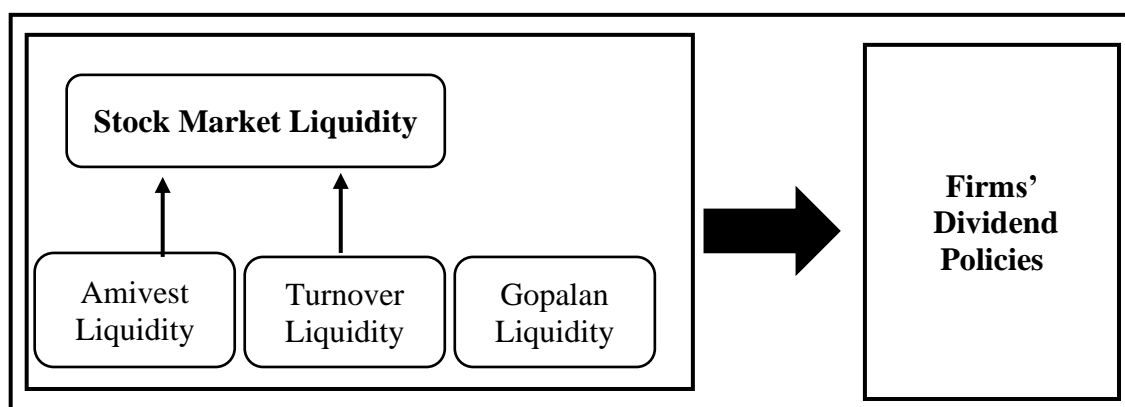 Stock Market Liquidity
Amivest
Liquidity
Turnover
Liquidity
Gopalan
Liquidity
Firms’
Dividend
Policies